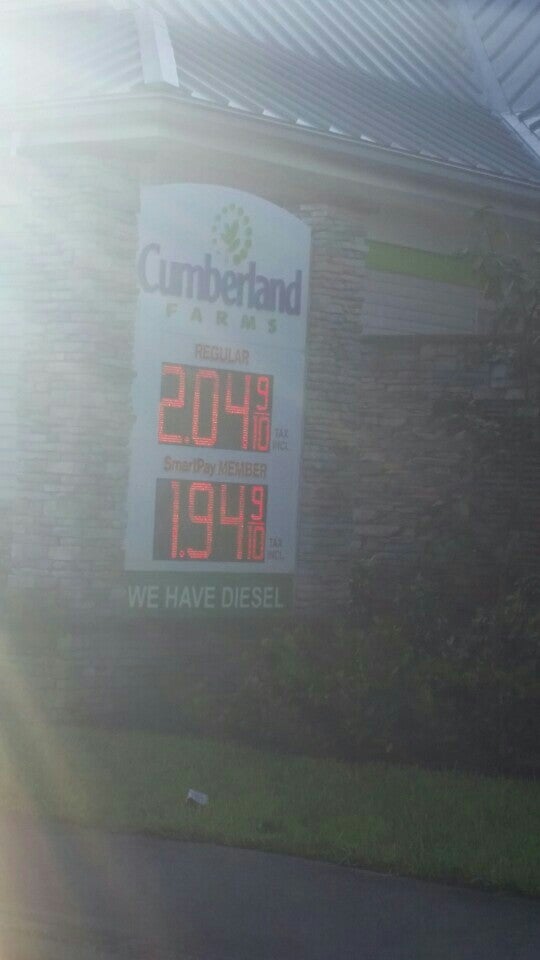 Cumberland
FARMS
REGULAR
2.04 9/10 TAX INCL.
SmartPay MEMBER
1.94 9/10 TAX INCL.
WE HAVE DIESEL